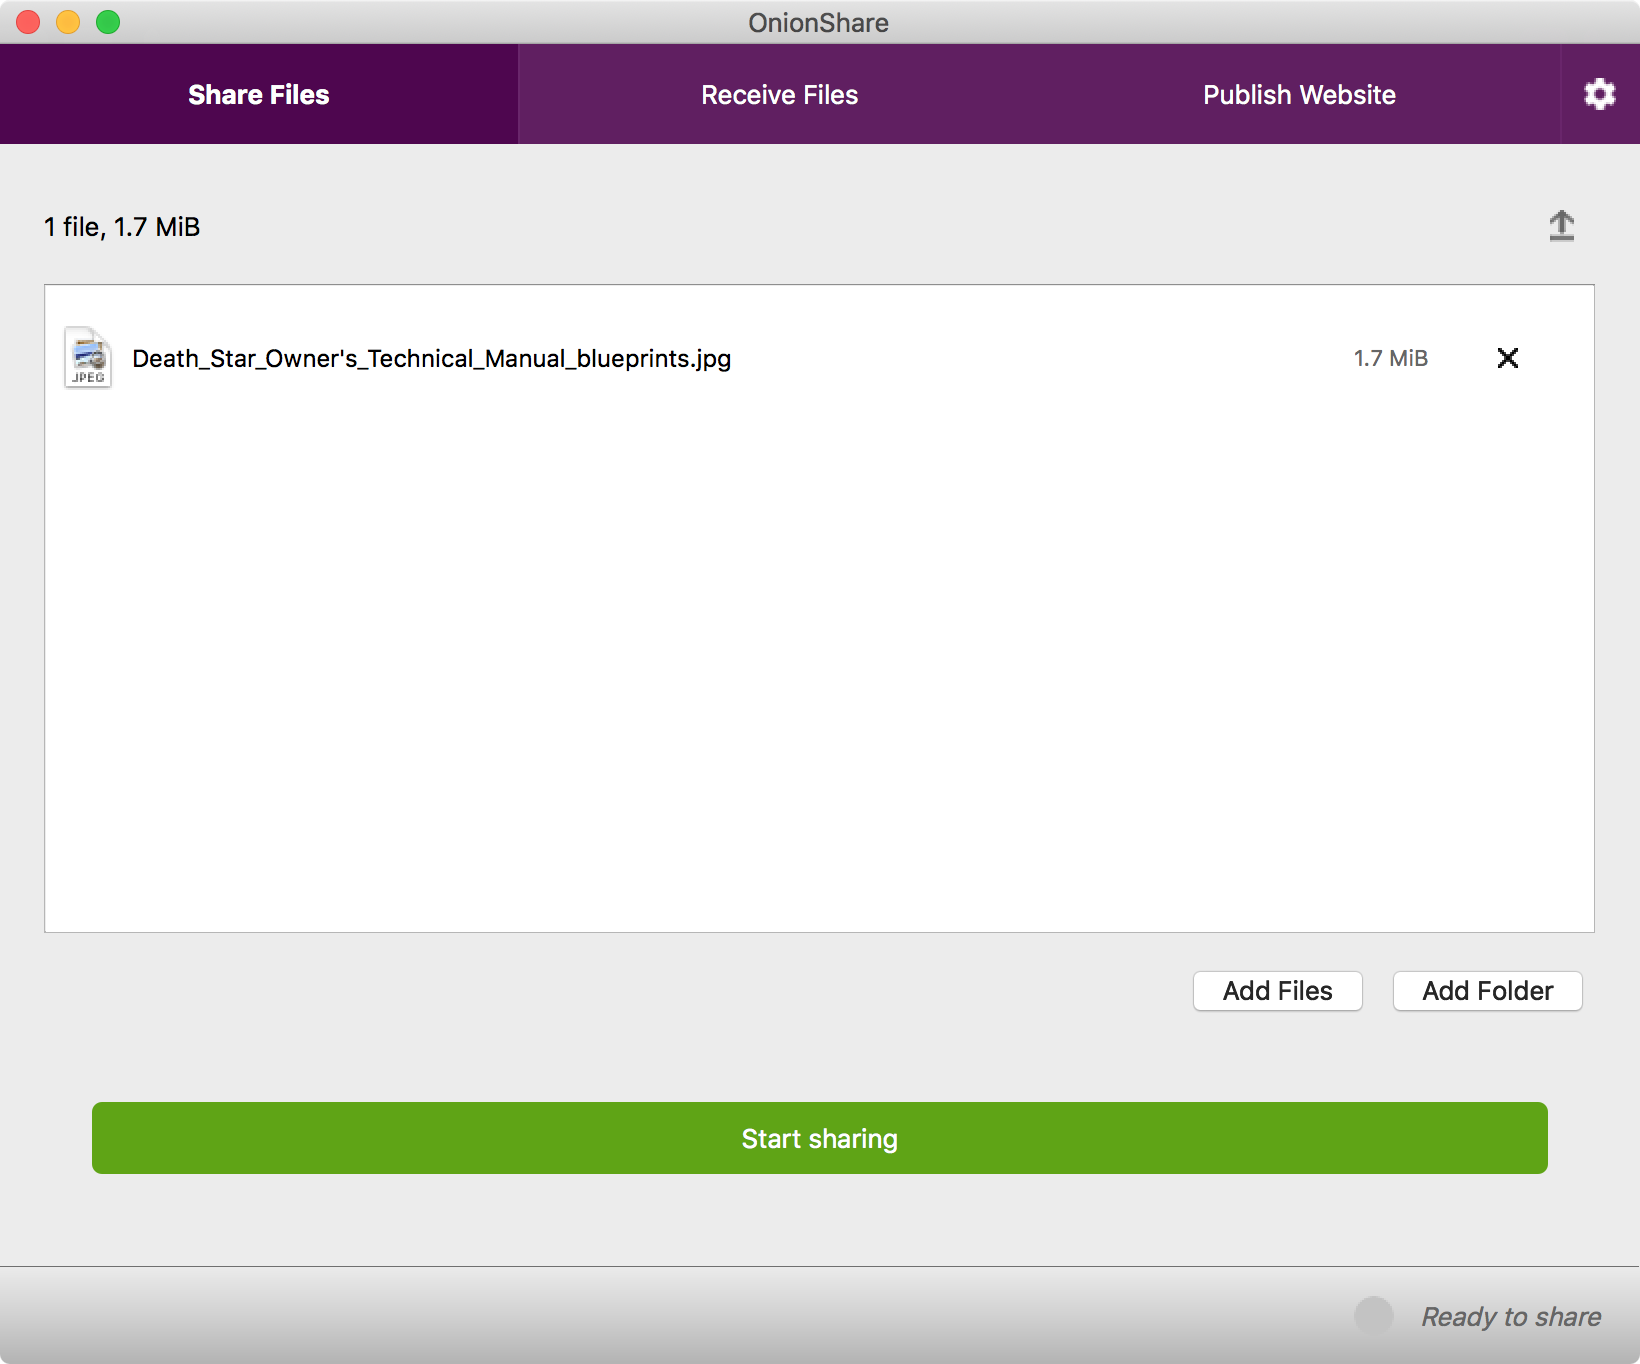 OnionShare
Share Files
Receive Files
Publish Website
1 file, 1.7 MiB
JPEG
Death_Star_Owner's_Technical_Manual_blueprints.jpg
1.7 MiB
Add Files
Add Folder
Start sharing
Ready to share